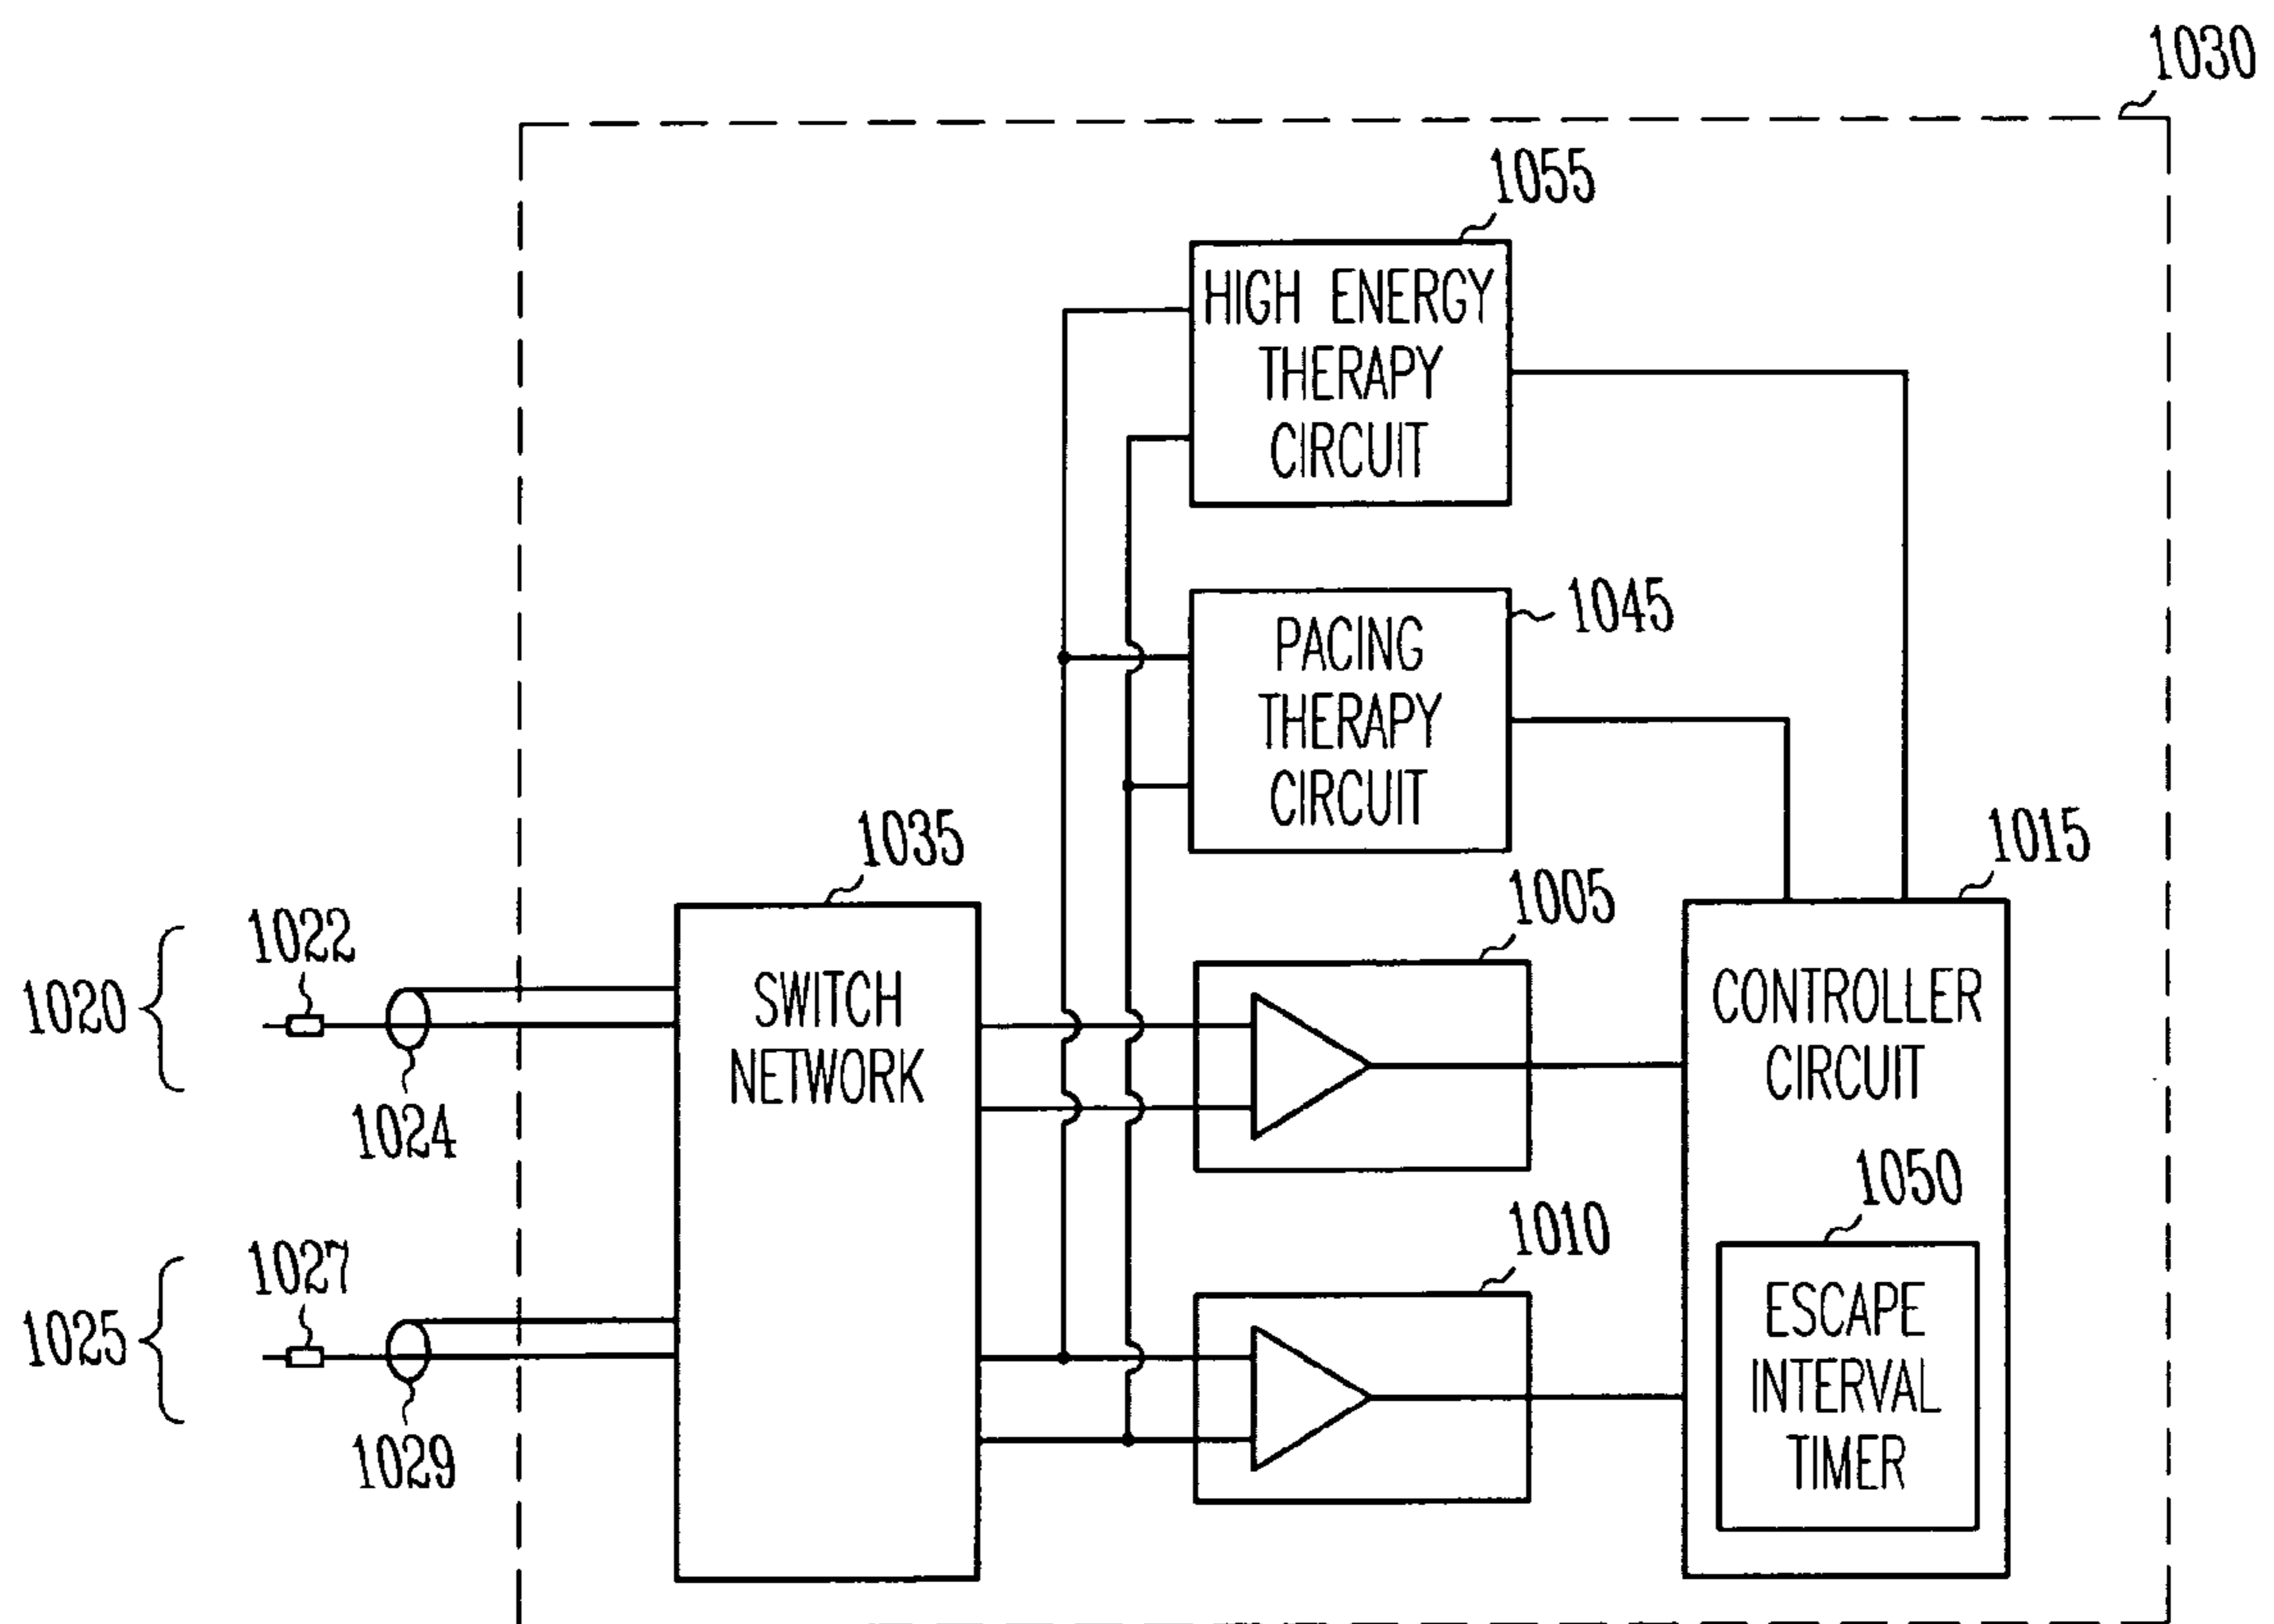 1030
1055
HIGH ENERGY
THERAPY
CIRCUIT
1045
PACING
THERAPY
CIRCUIT
1035
1015
1005
1022
1020
SWITCH
NETWORK
CONTROLLER
CIRCUIT
1024
1050
1010
1027
1025
ESCAPE
INTERVAL
TIMER
1029